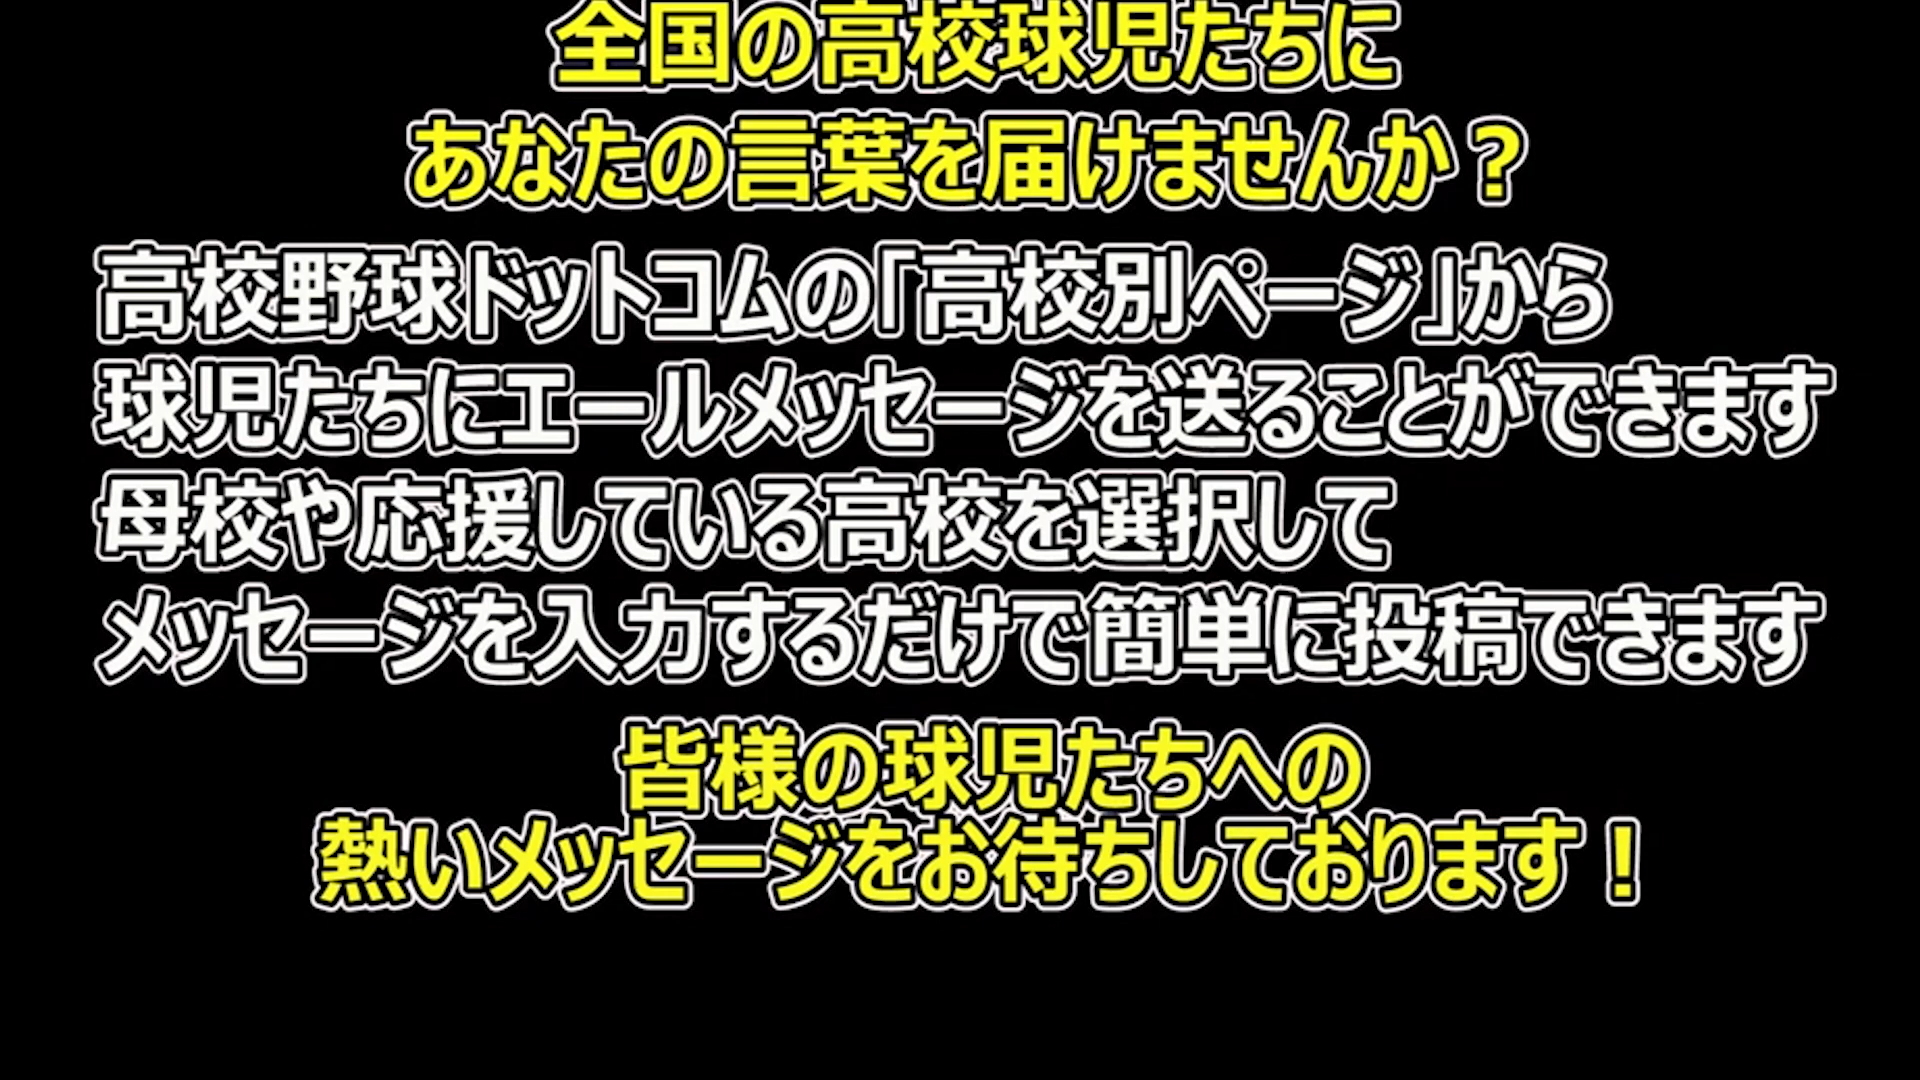 全国の高校球児たちに
あなたの言葉を届けませんか？
高校野球ドットコムの「高校別ページ」から
球児たちにエールメッセージを送ることができます
母校や応援している高校を選択して
メッセージを入力するだけで簡単に投稿できます
皆様の球児たちへの
熱いメッセージをお待ちしております！